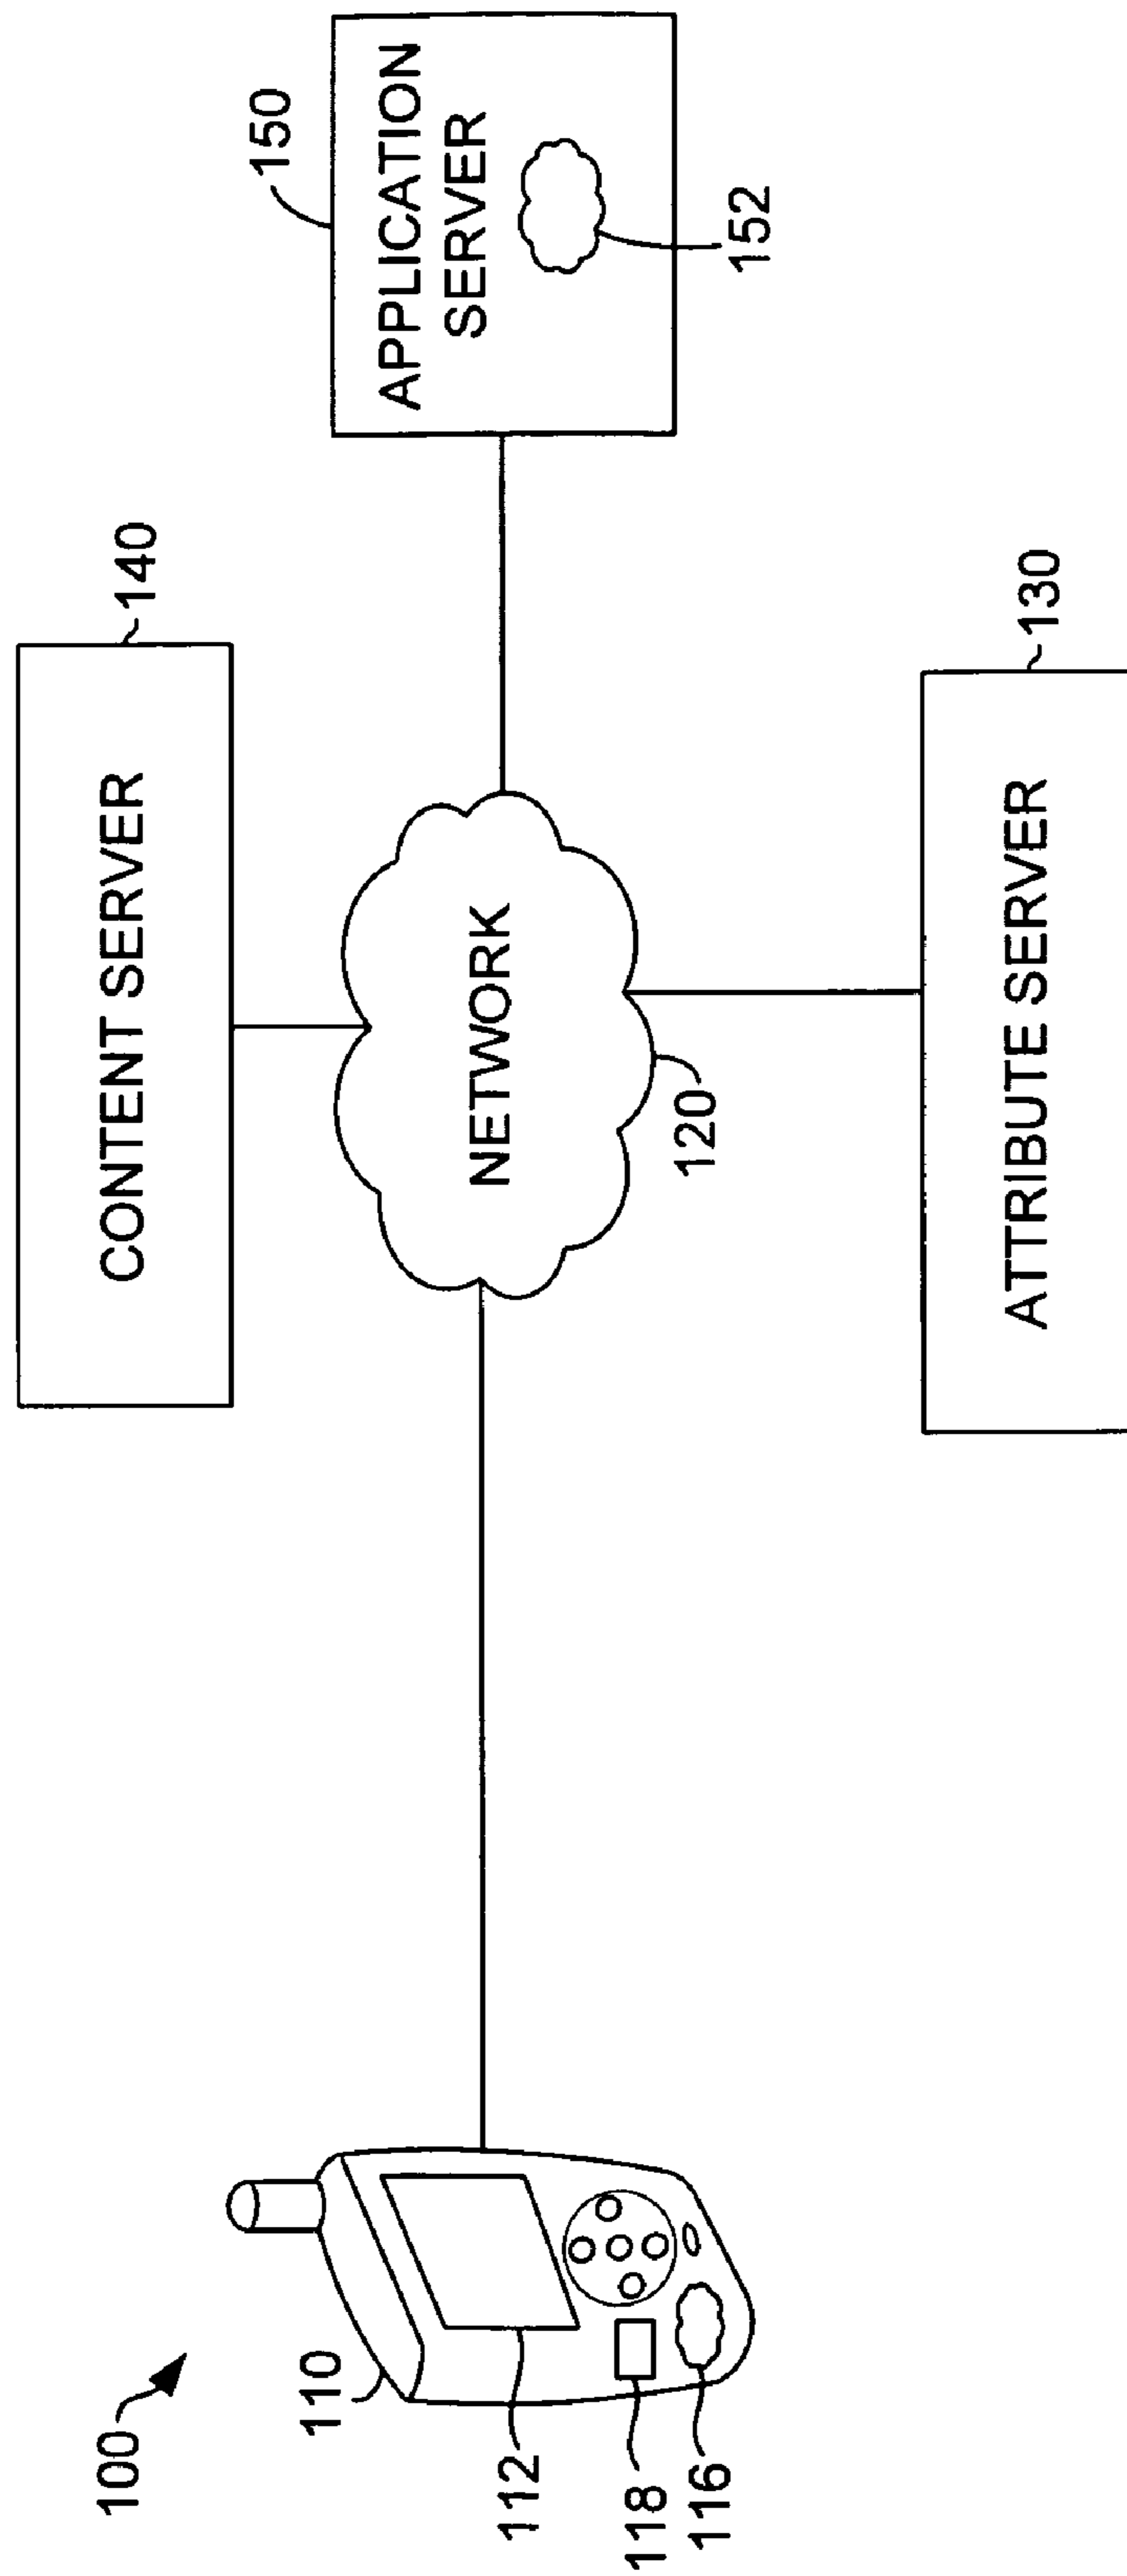 100
110
112
118
116
CONTENT SERVER
140
NETWORK
120
ATTRIBUTE SERVER
130
150
APPLICATION
SERVER
152